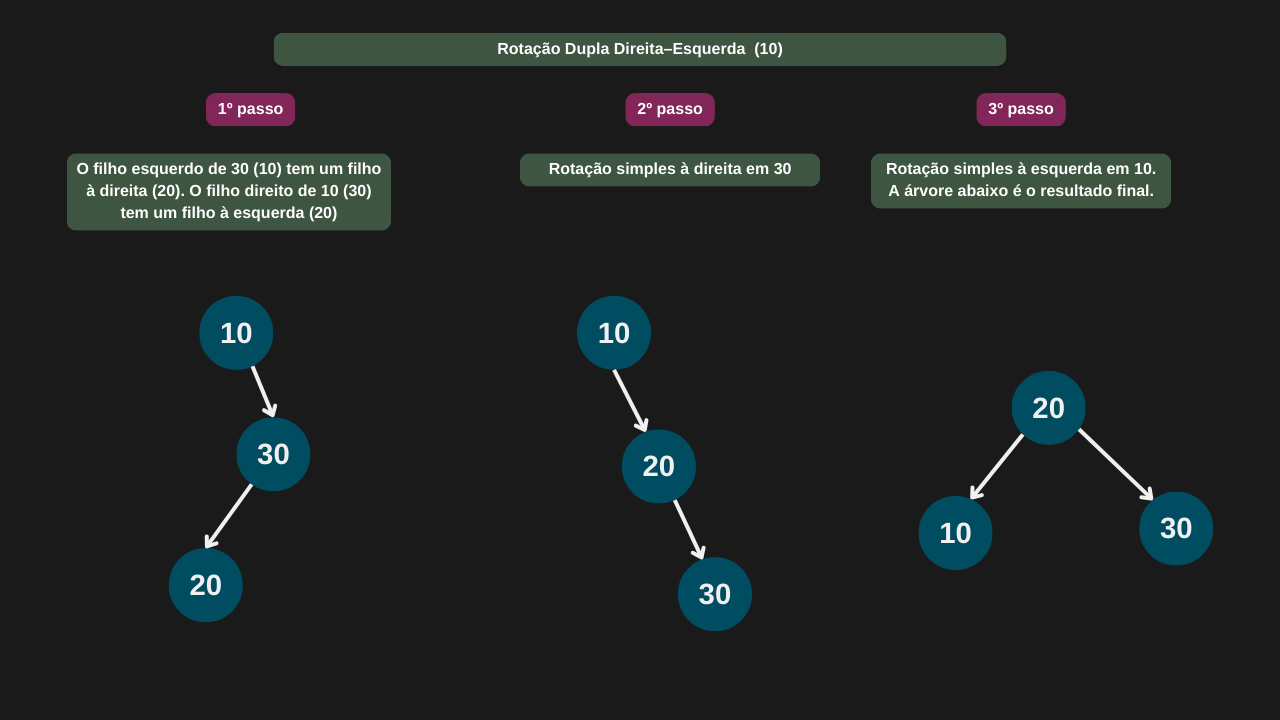 Rotação Dupla Direita–Esquerda  (10)
1º passo
2º passo
3º passo
O filho esquerdo de 30 (10) tem um filho
à direita (20). O filho direito de 10 (30)
tem um filho à esquerda (20)
Rotação simples à direita em 30
Rotação simples à esquerda em 10.
A árvore abaixo é o resultado final.
10
30
20
10
20
30
20
10
30